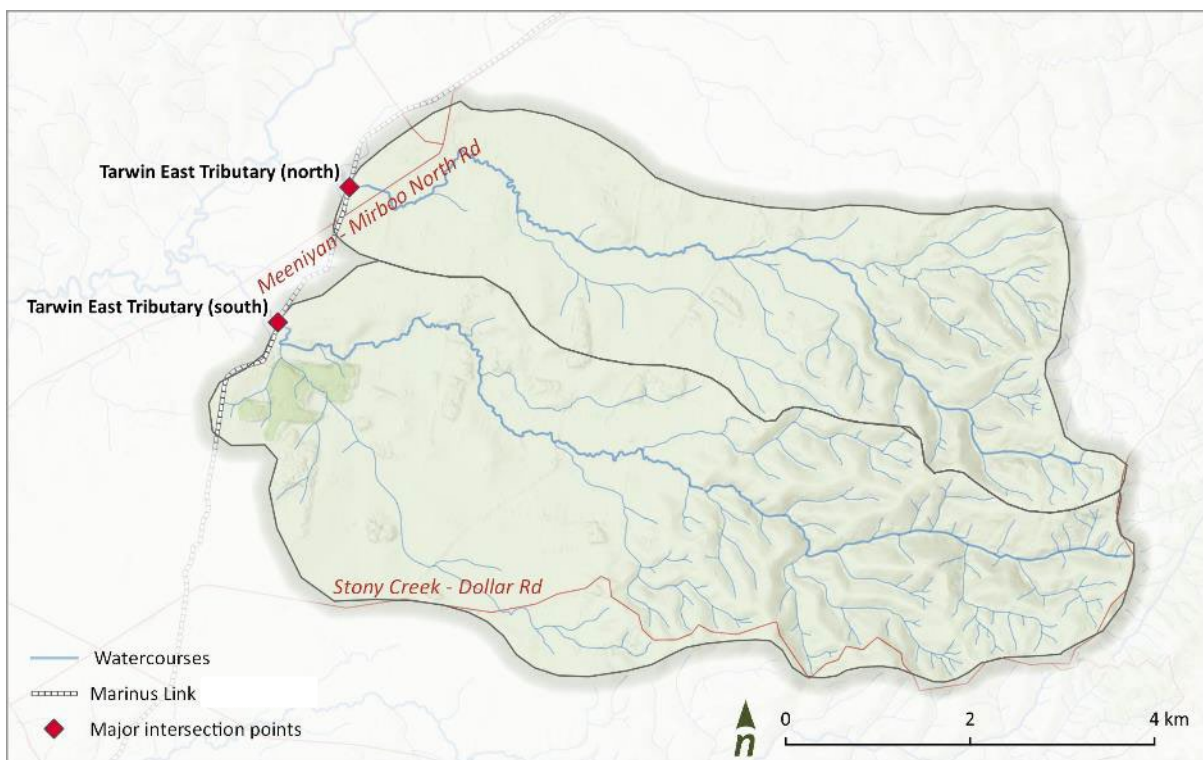 Tarwin East Tributary (north)
Meeniyan - Mirboo North Rd
Tarwin East Tributary (south)
Stony Creek - Dollar Rd
Watercourses
Marinus Link
Major intersection points
n
0 2 4 km